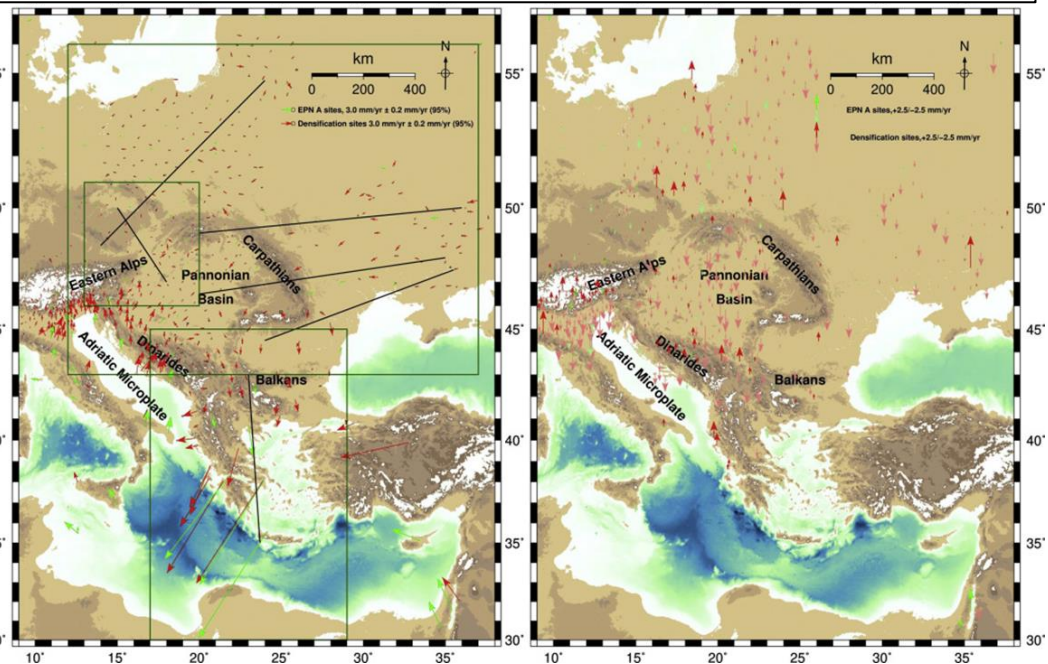 km
0 200 400
N
EPN A sites, 3.0 mm/yr ± 0.2 mm/yr (95%)
Densification sites 3.0 mm/yr ± 0.2 mm/yr (95%)
55˚
50˚
45˚
40˚
35˚
30˚
Carpathians
Eastern Alps
Pannonian
Basin
Dinarides
Adriatic Microplate
Balkans
10˚ 15˚ 20˚ 25˚ 30˚ 35˚
km
0 200 400
N
EPN A sites,+2.5/−2.5 mm/yr
Densification sites,+2.5/−2.5 mm/yr
55˚
50˚
45˚
40˚
35˚
30˚
Carpathians
Eastern Alps
Pannonian
Basin
Dinarides
Adriatic Microplate
Balkans
10˚ 15˚ 20˚ 25˚ 30˚ 35˚